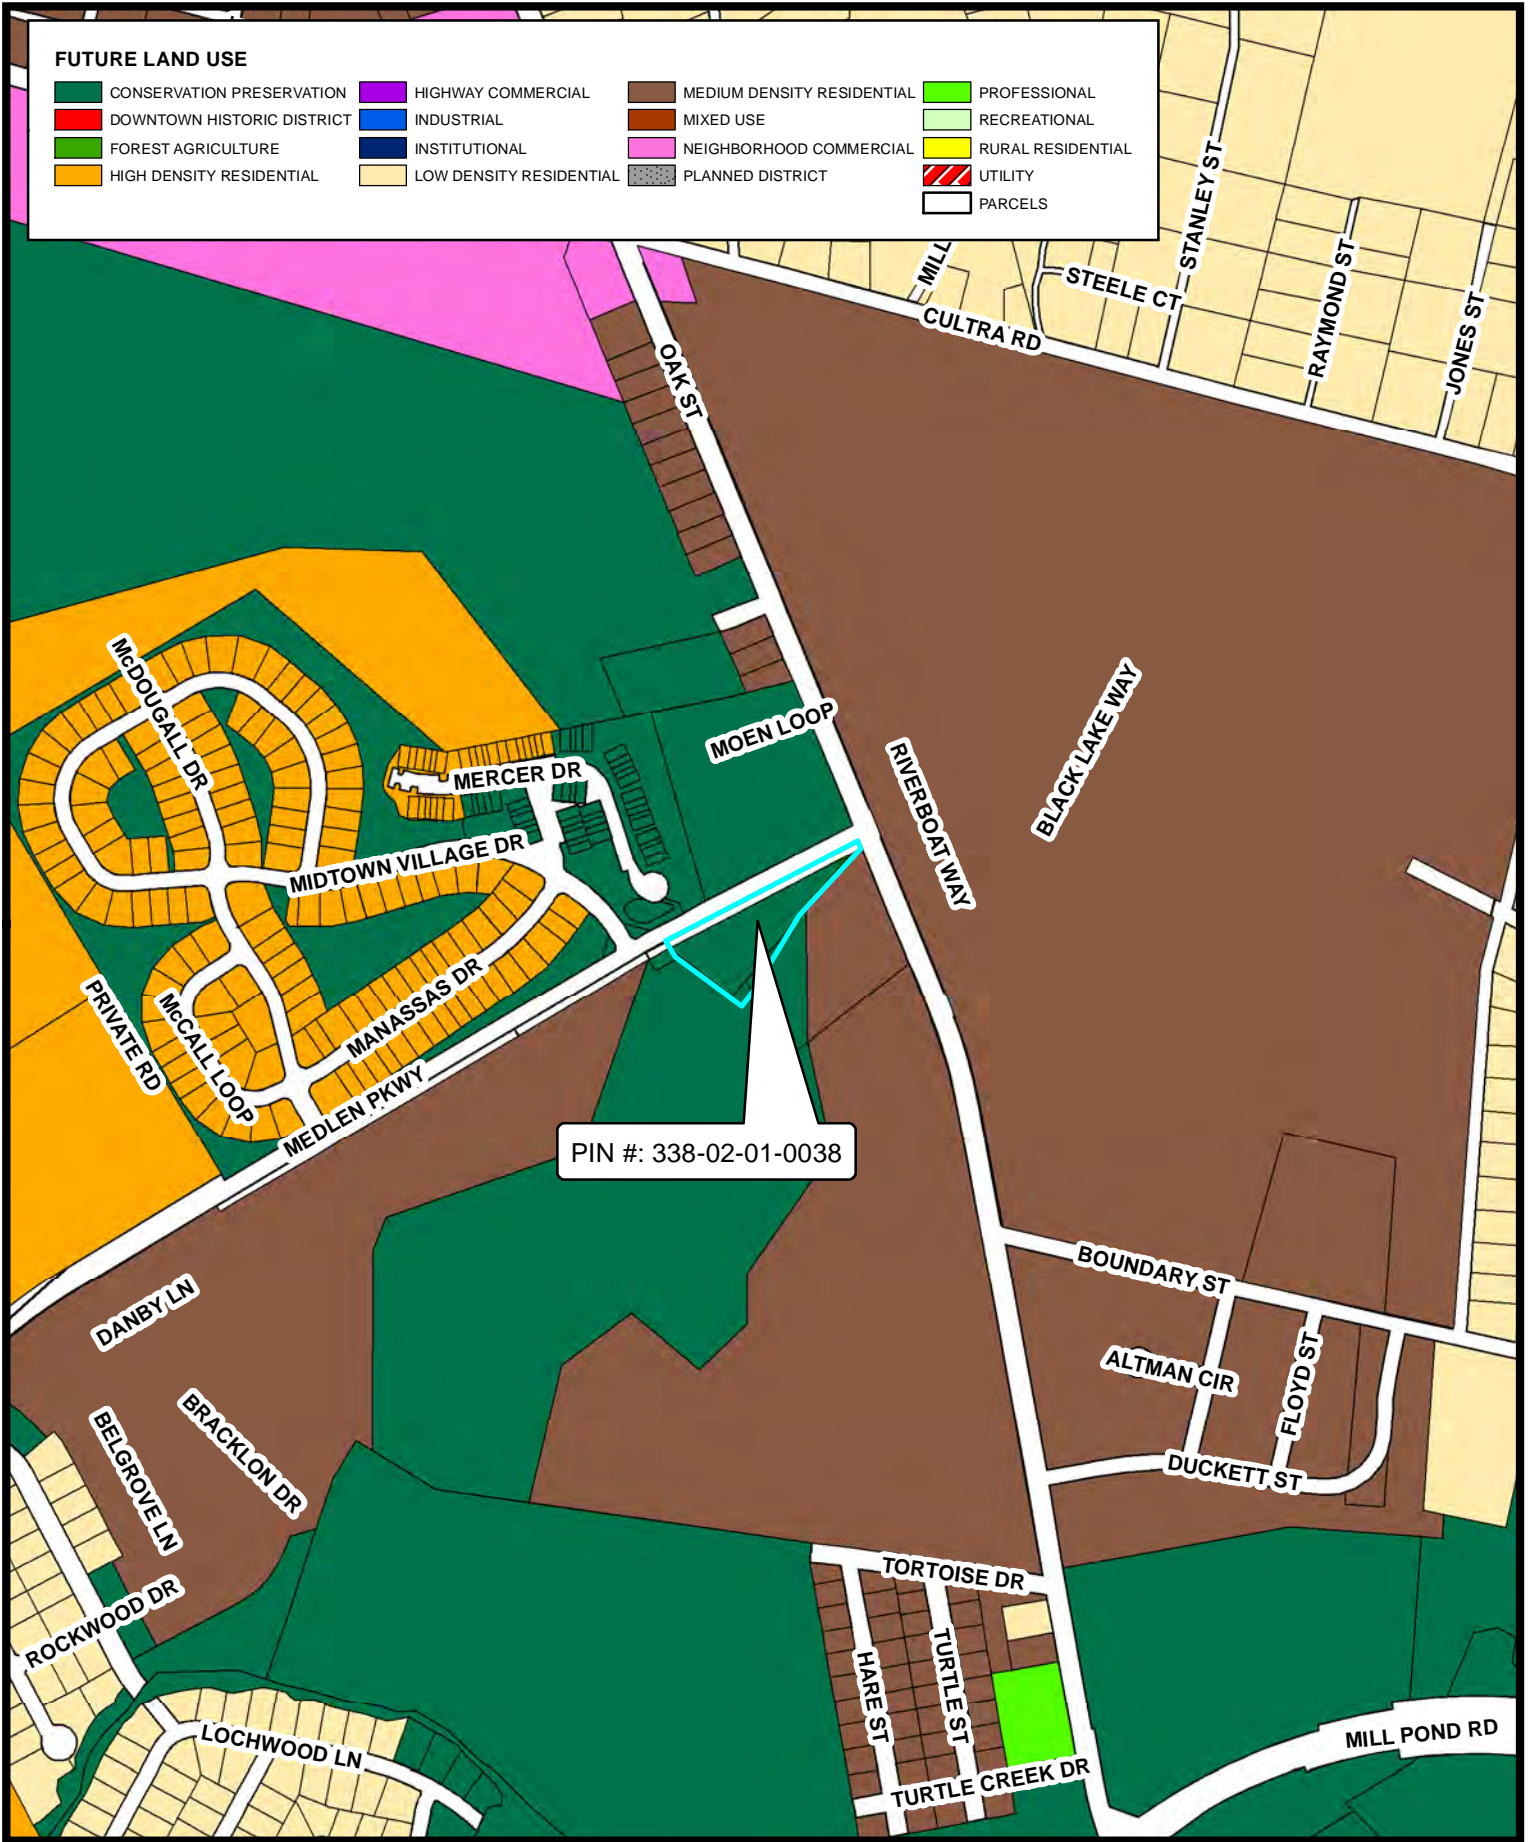 FUTURE LAND USE
CONSERVATION PRESERVATION
DOWNTOWN HISTORIC DISTRICT
FOREST AGRICULTURE
HIGH DENSITY RESIDENTIAL
HIGHWAY COMMERCIAL
INDUSTRIAL
INSTITUTIONAL
LOW DENSITY RESIDENTIAL
MEDIUM DENSITY RESIDENTIAL
MIXED USE
NEIGHBORHOOD COMMERCIAL
PLANNED DISTRICT
PROFESSIONAL
RECREATIONAL
RURAL RESIDENTIAL
UTILITY
PARCELS
STANLEY ST
MILL
STEELE CT
RAYMOND ST
JONES ST
CULTRA RD
OAK ST
McDOUGALL DR
MOEN LOOP
BLACK LAKE WAY
RIVERBOAT WAY
MERCER DR
MIDTOWN VILLAGE DR
MANASSAS DR
PRIVATE RD
McCALL LOOP
MEDLEN PKWY
PIN #: 338-02-01-0038
BOUNDARY ST
DANBY LN
ALTMAN CIR
FLOYD ST
BRACKLON DR
BELGROVE LN
DUCKETT ST
TORTOISE DR
ROCKWOOD DR
HARE ST
TURTLE ST
LOCHWOOD LN
MILL POND RD
TURTLE CREEK DR